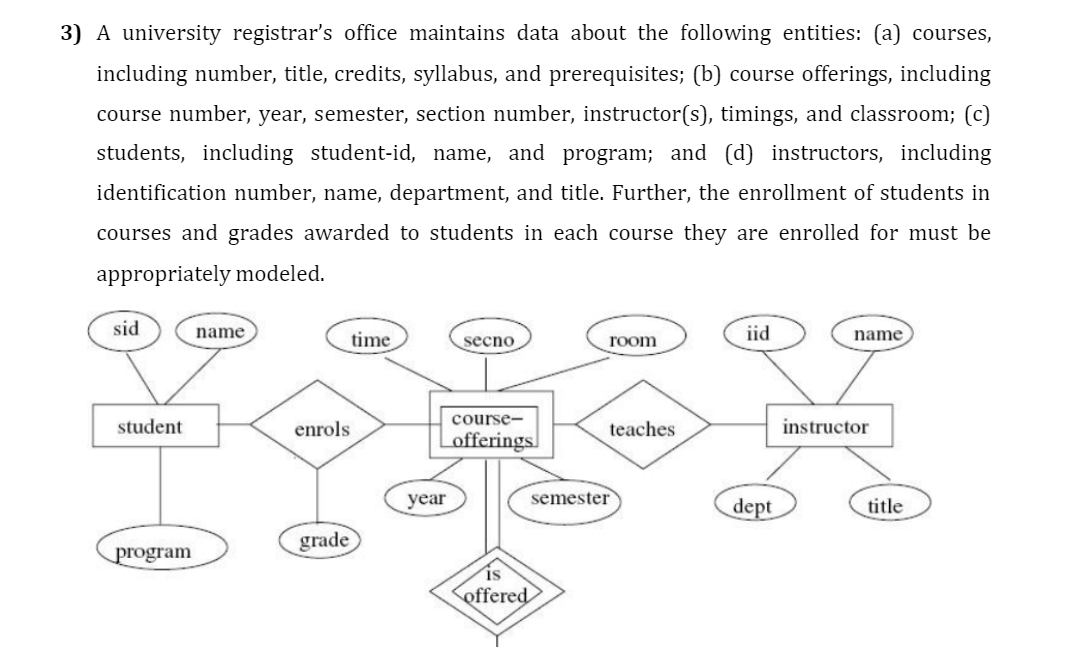 3) A university registrar's office maintains data about the following entities: (a) courses,
including number, title, credits, syllabus, and prerequisites; (b) course offerings, including
course number, year, semester, section number, instructor(s), timings, and classroom; (c)
students, including student-id, name, and program; and (d) instructors, including
identification number, name, department, and title. Further, the enrollment of students in
courses and grades awarded to students in each course they are enrolled for must be
appropriately modeled.
sid
name
time
secno
room
iid
name
student
enrols
course–
offerings
teaches
instructor
year
semester
dept
title
program
grade
is
offered